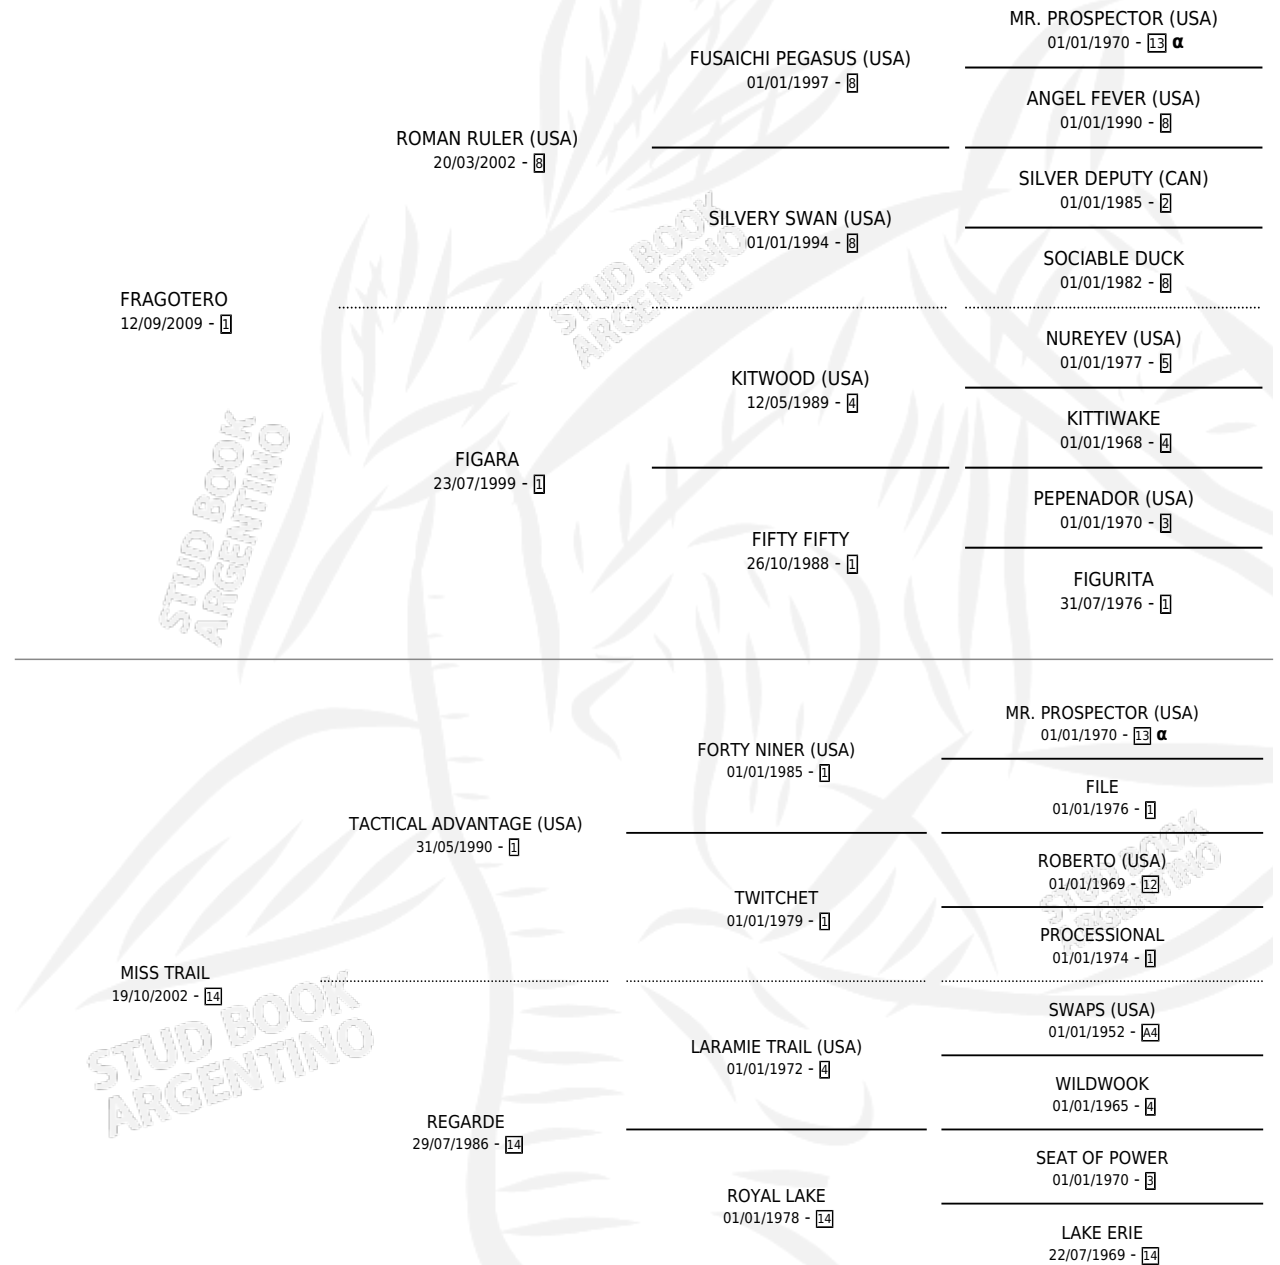 MR. PROSPECTOR (USA)
01/01/1970 - 13 α
FUSAICHI PEGASUS (USA)
01/01/1997 - 8
ANGEL FEVER (USA)
01/01/1990 - 8
ROMAN RULER (USA)
20/03/2002 - 8
SILVER DEPUTY (CAN)
01/01/1985 - 2
SILVERY SWAN (USA)
01/01/1994 - 8
SOCIABLE DUCK
01/01/1982 - 8
FRAGOTERO
12/09/2009 - 1
NUREYEV (USA)
01/01/1977 - 5
KITWOOD (USA)
12/05/1989 - 4
KITTIWAKE
01/01/1968 - 4
FIGARA
23/07/1999 - 1
PEPENADOR (USA)
01/01/1970 - 3
FIFTY FIFTY
26/10/1988 - 1
FIGURITA
31/07/1976 - 1
MR. PROSPECTOR (USA)
01/01/1970 - 13 α
FORTY NINER (USA)
01/01/1985 - 1
FILE
01/01/1976 - 1
TACTICAL ADVANTAGE (USA)
31/05/1990 - 1
ROBERTO (USA)
01/01/1969 - 12
TWITCHET
01/01/1979 - 1
PROCESSIONAL
01/01/1974 - 1
MISS TRAIL
19/10/2002 - 14
SWAPS (USA)
01/01/1952 - A4
LARAMIE TRAIL (USA)
01/01/1972 - 4
WILDWOOK
01/01/1965 - 4
REGARDE
29/07/1986 - 14
SEAT OF POWER
01/01/1970 - 3
ROYAL LAKE
01/01/1978 - 14
LAKE ERIE
22/07/1969 - 14
STUD BOOK
ARGENTINO
STUD BOOK
ARGENTINO
STUD BOOK
ARGENTINO
STUD BOOK
ARGENTINO